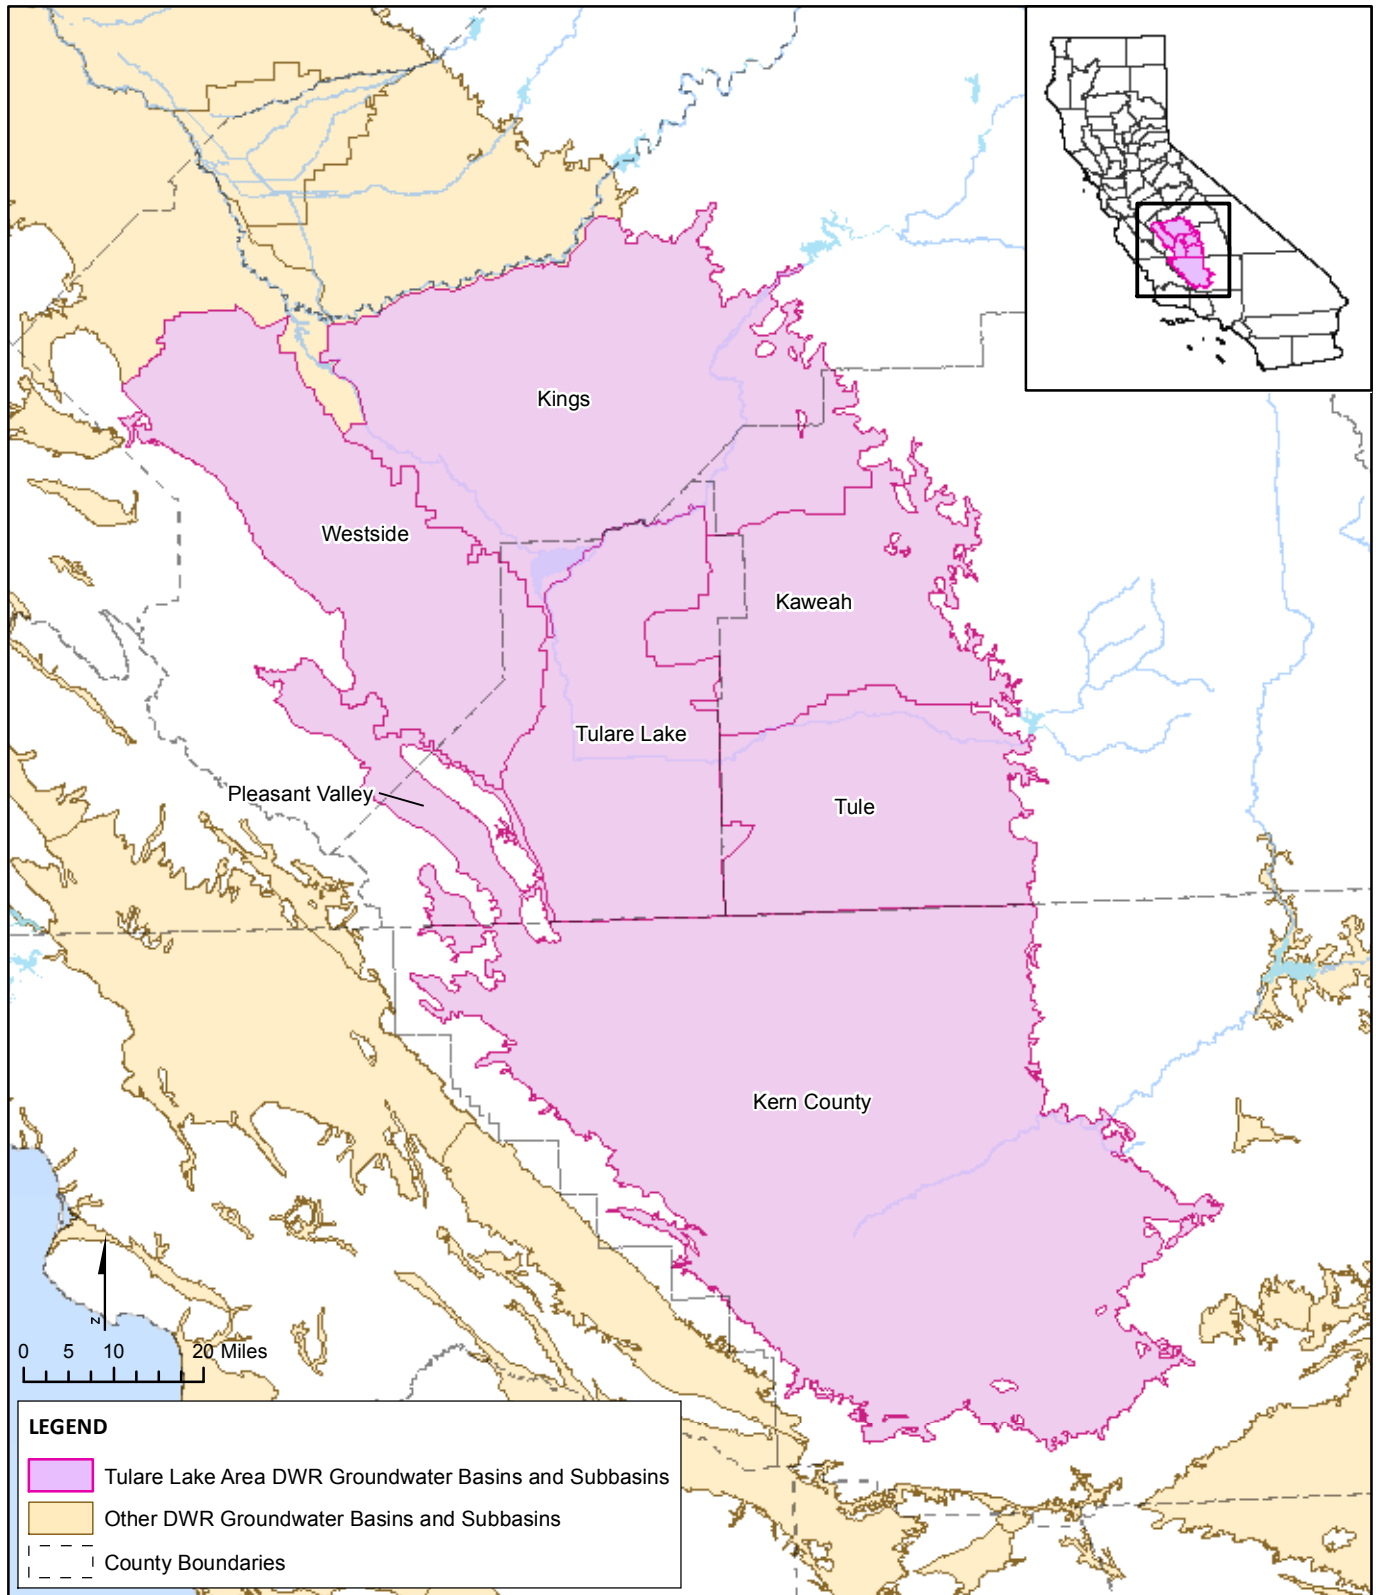 Kings
Westside
Kaweah
Tulare Lake
Pleasant Valley
Tule
Kern County
N
0 5 10 20 Miles
LEGEND
Tulare Lake Area DWR Groundwater Basins and Subbasins
Other DWR Groundwater Basins and Subbasins
County Boundaries